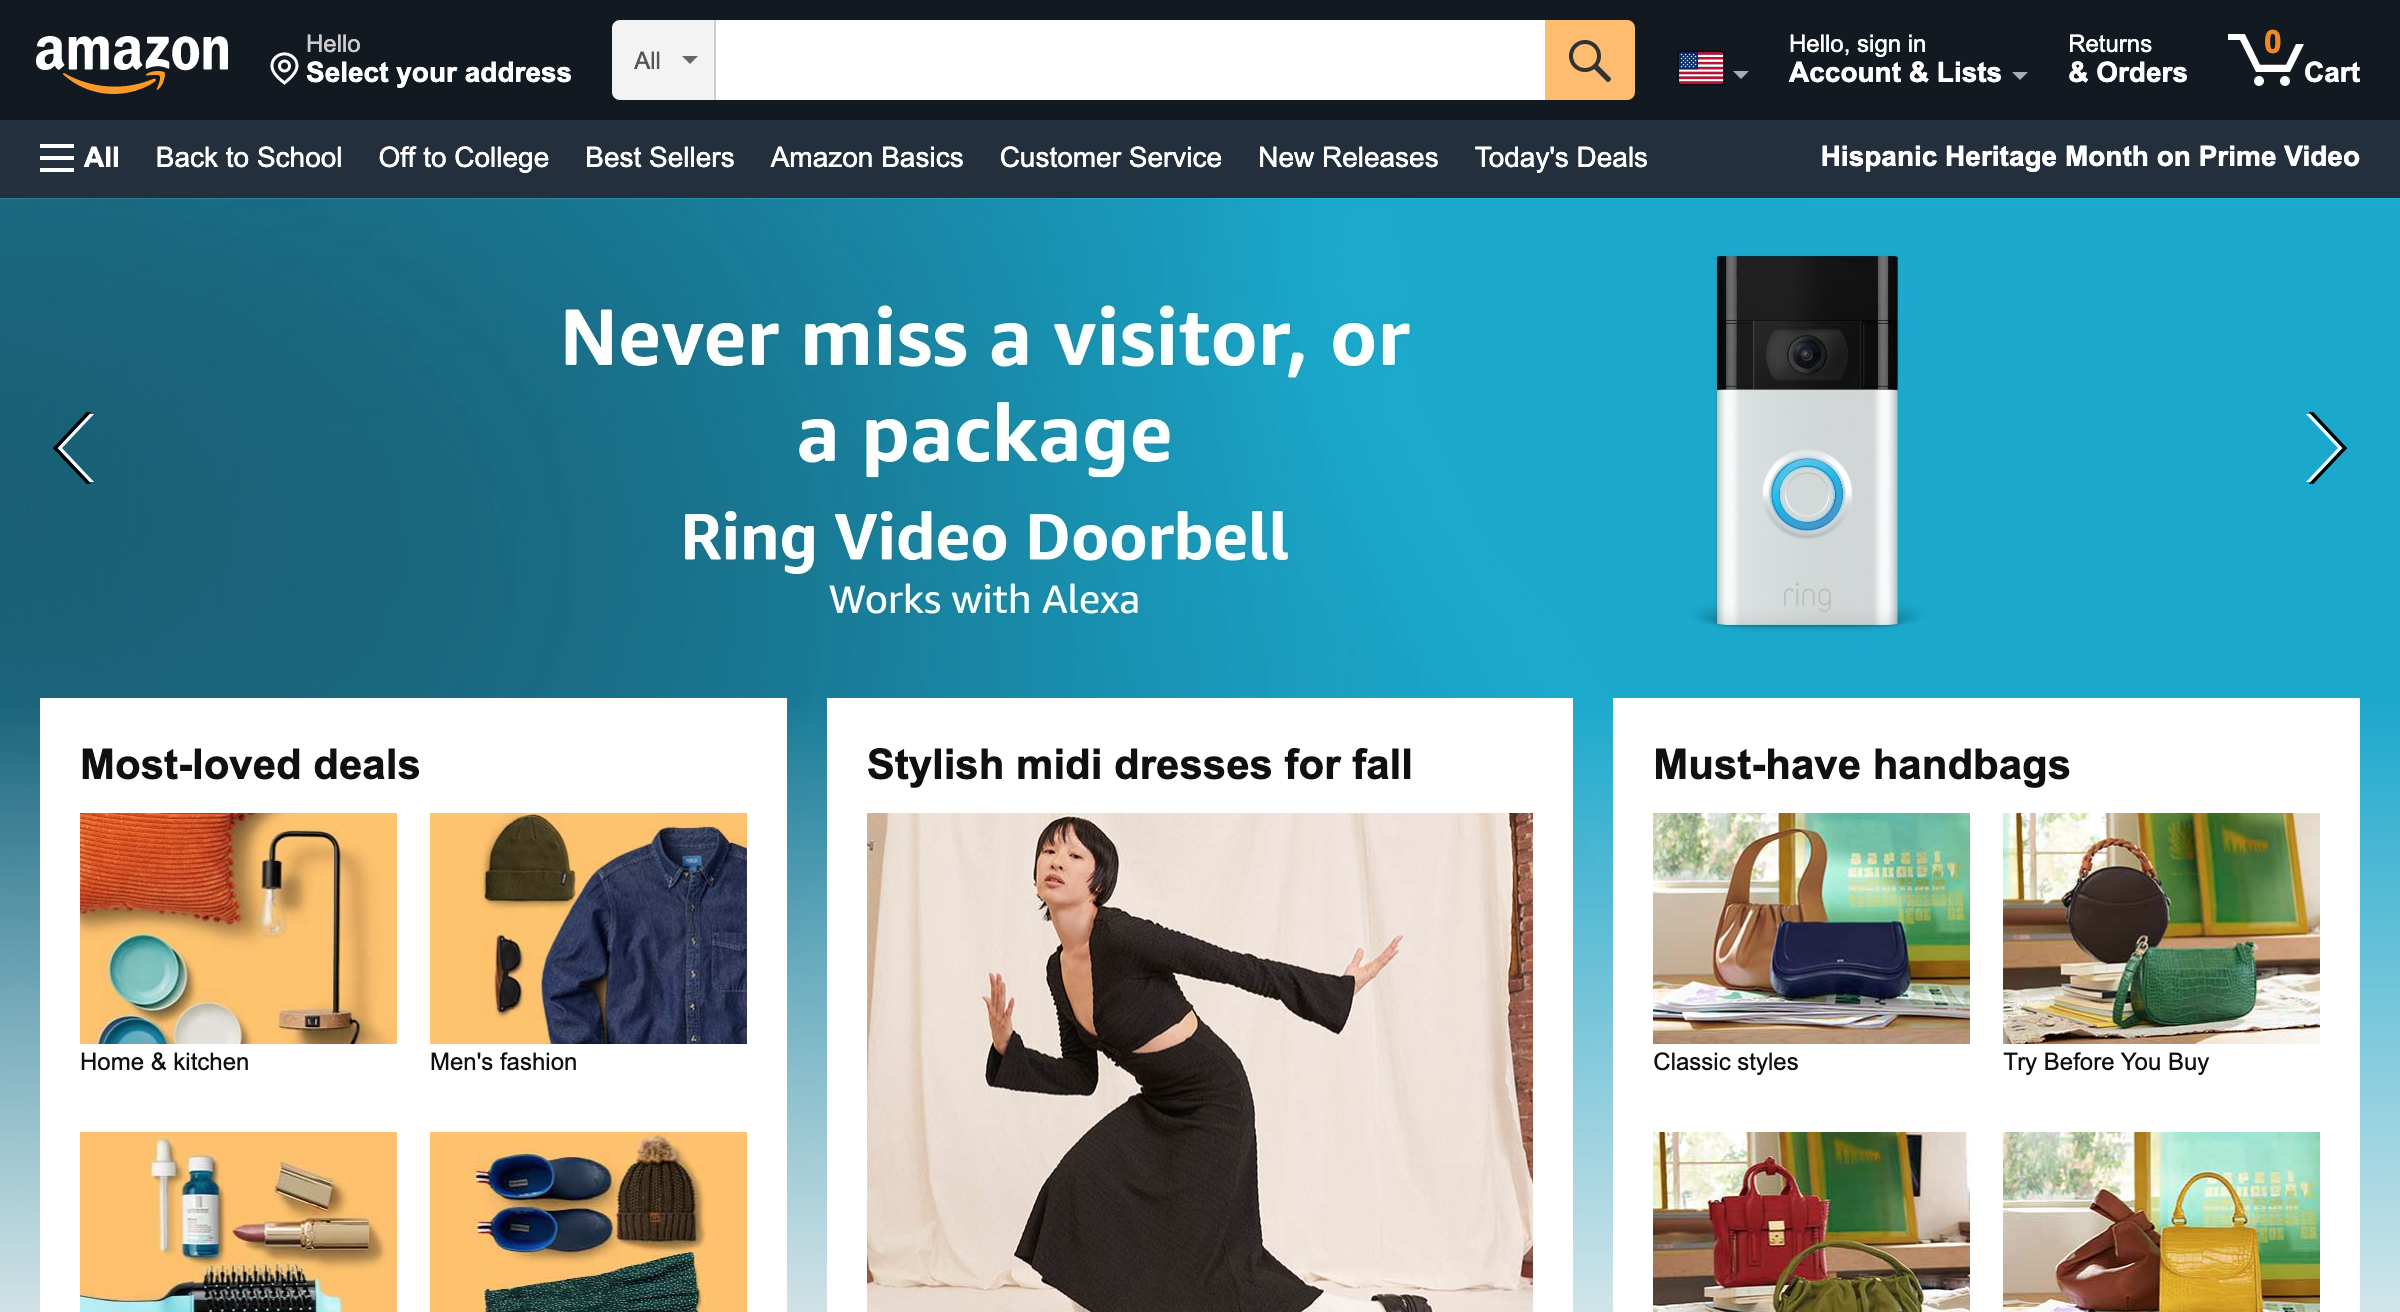 amazon
Hello
Select your address
All
Hello, sign in
Account & Lists
Returns
& Orders
0
Cart
All
Back to School
Off to College
Best Sellers
Amazon Basics
Customer Service
New Releases
Today's Deals
Hispanic Heritage Month on Prime Video
Never miss a visitor, or
a package
Ring Video Doorbell
Works with Alexa
ring
Most-loved deals
Home & kitchen
Men's fashion
Stylish midi dresses for fall
Must-have handbags
Classic styles
Try Before You Buy